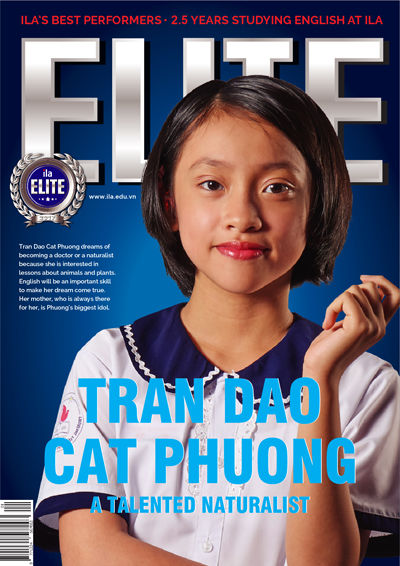 ILA'S BEST PERFORMERS • 2.5 YEARS STUDYING ENGLISH AT ILA
ELITE
ila
ELITE
www.ila.edu.vn
Tran Dao Cat Phuong dreams of
becoming a doctor or a naturalist
because she is interested in
lessons about animals and plants.
English will be an important skill
to make her dream come true.
Her mother, who is always there
for her, is Phuong's biggest idol.
TRAN DAO
CAT PHUONG
A TALENTED NATURALIST